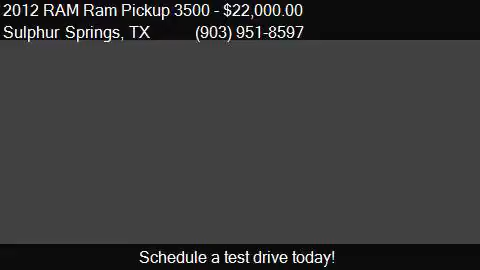 2012 RAM Ram Pickup 3500 - $22,000.00
Sulphur Springs, TX (903) 951-8597
Schedule a test drive today!